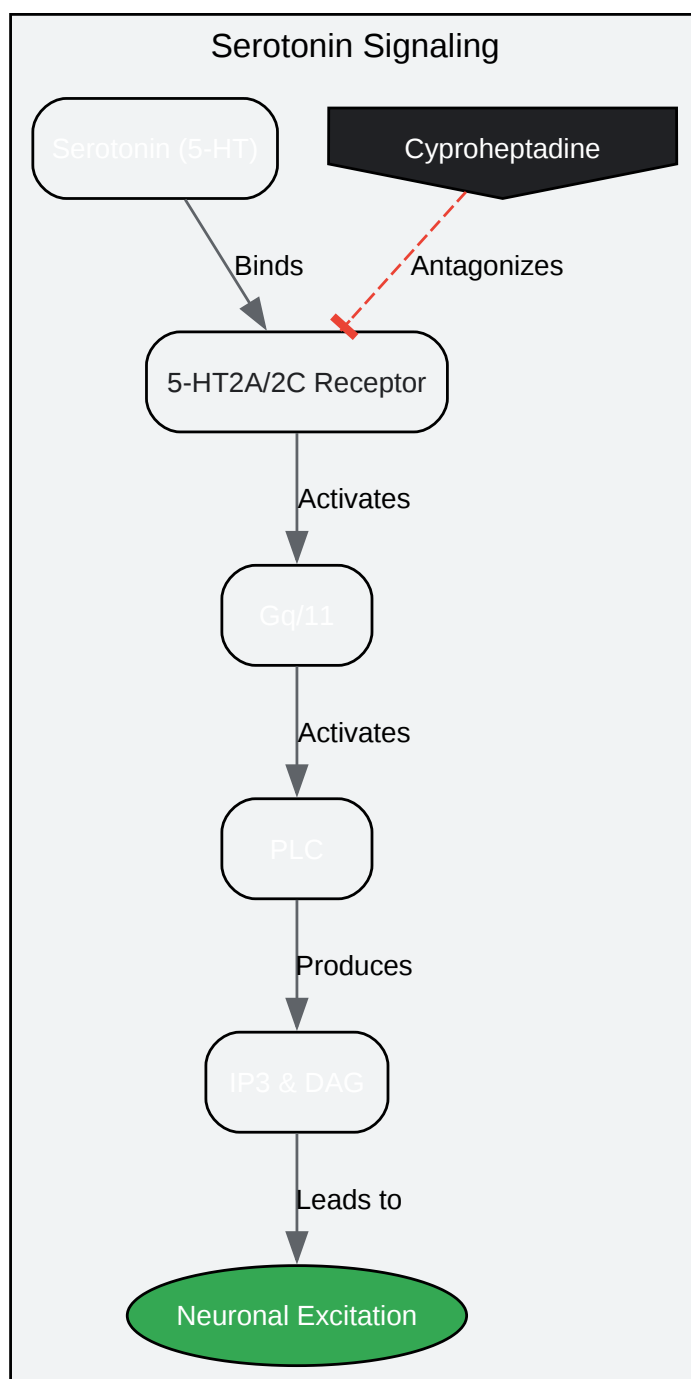 Serotonin Signaling
Serotonin (5-HT)
Cyproheptadine
Binds
Antagonizes
5-HT2A/2C Receptor
Activates
Gq/11
Activates
PLC
Produces
IP3 & DAG
Leads to
Neuronal Excitation